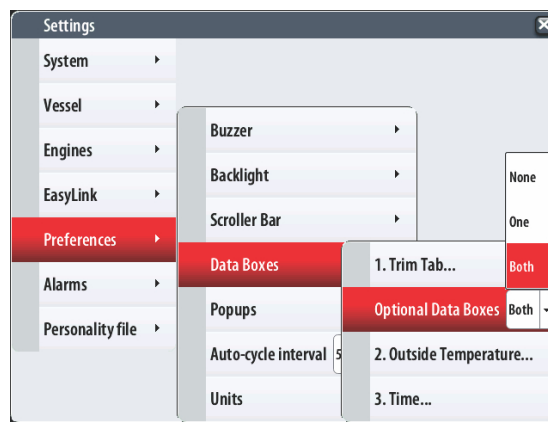 Settings
System
Vessel
Engines
EasyLink
Preferences
Alarms
Personality file
Buzzer
Backlight
Scroller Bar
Data Boxes
Popups
Auto-cycle interval 5
Units
1. Trim Tab...
Optional Data Boxes Both
2. Outside Temperature...
3. Time...
None
One
Both